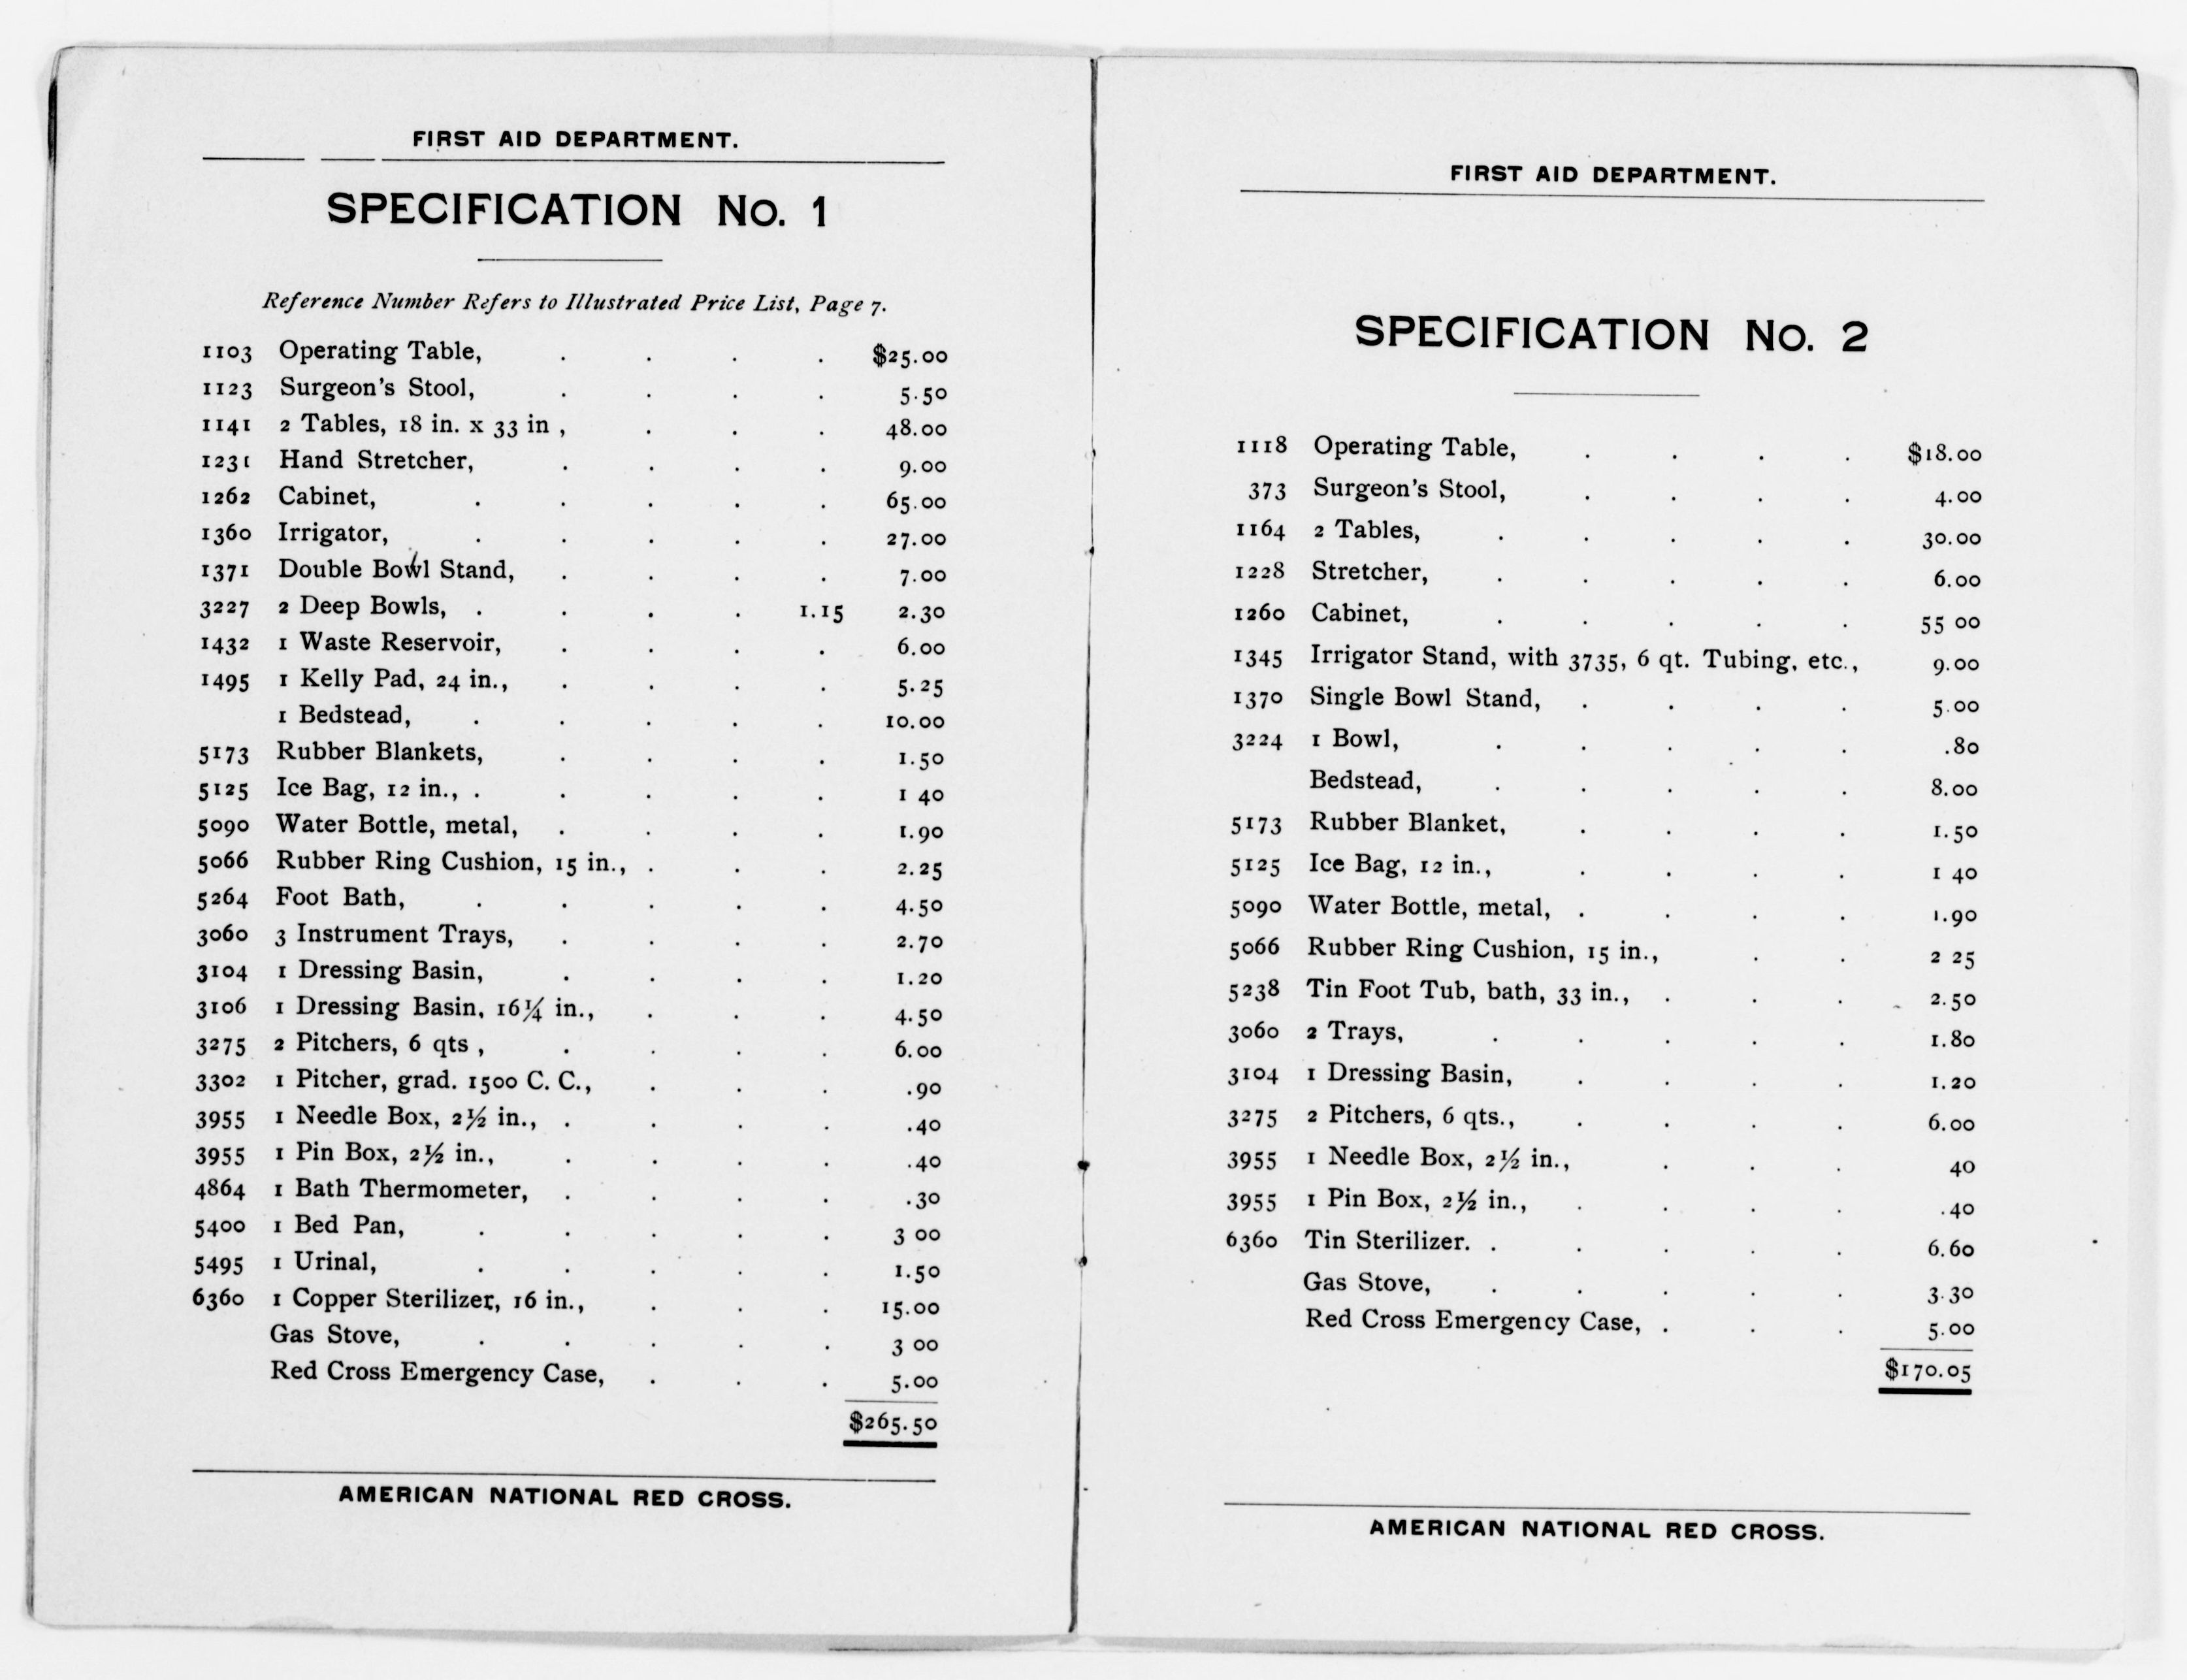 FIRST AID DEPARTMENT.
SPECIFICATION No. 1
Reference Number Refers to Illustrated Price List, Page 7.
1103 Operating Table, . . . . $25.00
1123 Surgeon's Stool, . . . . 5.50
1141 2 Tables, 18 in. x 33 in , . . . 48.00
1231 Hand Stretcher, . . . . 9.00
1262 Cabinet, . . . . . 65.00
1360 Irrigator, . . . . . 27.00
1371 Double Bowl Stand, . . . . 7.00
3227 2 Deep Bowls, . . . . 1.15 2.30
1432 1 Waste Reservoir, . . . . 6.00
1495 1 Kelly Pad, 24 in., . . . . 5.25
1 Bedstead, . . . . . 10.00
5173 Rubber Blankets, . . . . 1.50
5125 Ice Bag, 12 in., . . . . . 1 40
5090 Water Bottle, metal, . . . . 1.90
5066 Rubber Ring Cushion, 15 in., . . . 2.25
5264 Foot Bath, . . . . . 4.50
3060 3 Instrument Trays, . . . . 2.70
3104 1 Dressing Basin, . . . . 1.20
3106 1 Dressing Basin, 16¼ in., . . . 4.50
3275 2 Pitchers, 6 qts , . . . . 6.00
3302 1 Pitcher, grad. 1500 C. C., . . . .90
3955 1 Needle Box, 2½ in., . . . . .40
3955 1 Pin Box, 2½ in., . . . . .40
4864 1 Bath Thermometer, . . . . .30
5400 1 Bed Pan, . . . . . 3 00
5495 1 Urinal, . . . . . 1.50
6360 1 Copper Sterilizer, 16 in., . . . 15.00
Gas Stove, . . . . . 3 00
Red Cross Emergency Case, . . . 5.00
$265.50
AMERICAN NATIONAL RED CROSS.
FIRST AID DEPARTMENT.
SPECIFICATION No. 2
1118 Operating Table, . . . . $18.00
373 Surgeon's Stool, . . . . 4.00
1164 2 Tables, . . . . . 30.00
1228 Stretcher, . . . . . 6.00
1260 Cabinet, . . . . . 55 00
1345 Irrigator Stand, with 3735, 6 qt. Tubing, etc., 9.00
1370 Single Bowl Stand, . . . . 5.00
3224 1 Bowl, . . . . . .80
Bedstead, . . . . . 8.00
5173 Rubber Blanket, . . . . 1.50
5125 Ice Bag, 12 in., . . . . 1 40
5090 Water Bottle, metal, . . . . 1.90
5066 Rubber Ring Cushion, 15 in., . . 2 25
5238 Tin Foot Tub, bath, 33 in., . . . 2.50
3060 2 Trays, . . . . . 1.80
3104 1 Dressing Basin, . . . . 1.20
3275 2 Pitchers, 6 qts., . . . . 6.00
3955 1 Needle Box, 2½ in., . . . 40
3955 1 Pin Box, 2½ in., . . . . .40
6360 Tin Sterilizer. . . . . . 6.60
Gas Stove, . . . . . 3.30
Red Cross Emergency Case, . . . 5.00
$170.05
AMERICAN NATIONAL RED CROSS.